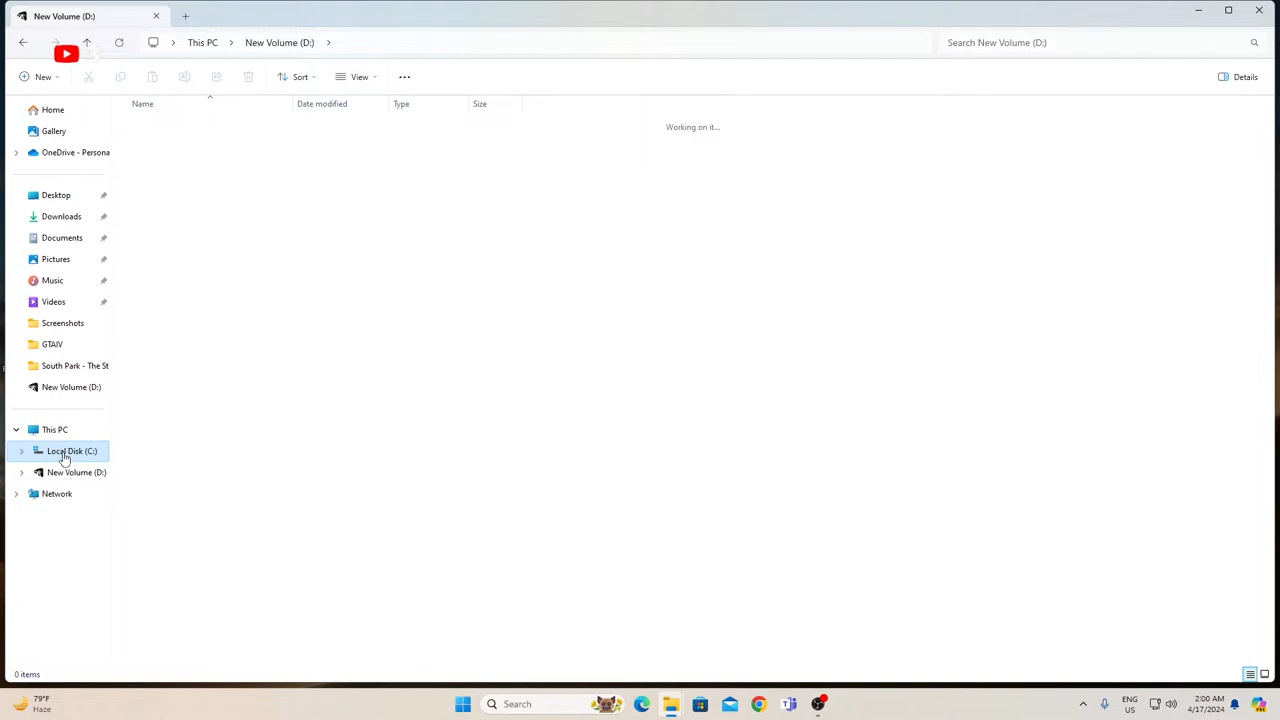 New Volume (D:)
This PC
New Volume (D:)
Search New Volume (D:)
New
Sort
View
Details
Name
Date modified
Type
Size
Working on it...
Home
Gallery
OneDrive - Persona
Desktop
Downloads
Documents
Pictures
Music
Videos
Screenshots
GTAIV
South Park - The St
New Volume (D:)
This PC
Local Disk (C:)
New Volume (D:)
Network
0 items
79°F
Haze
Search
ENG
US
2:00 AM
4/17/2024